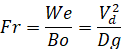 Fr = We/Bo = V_d^2/Dg